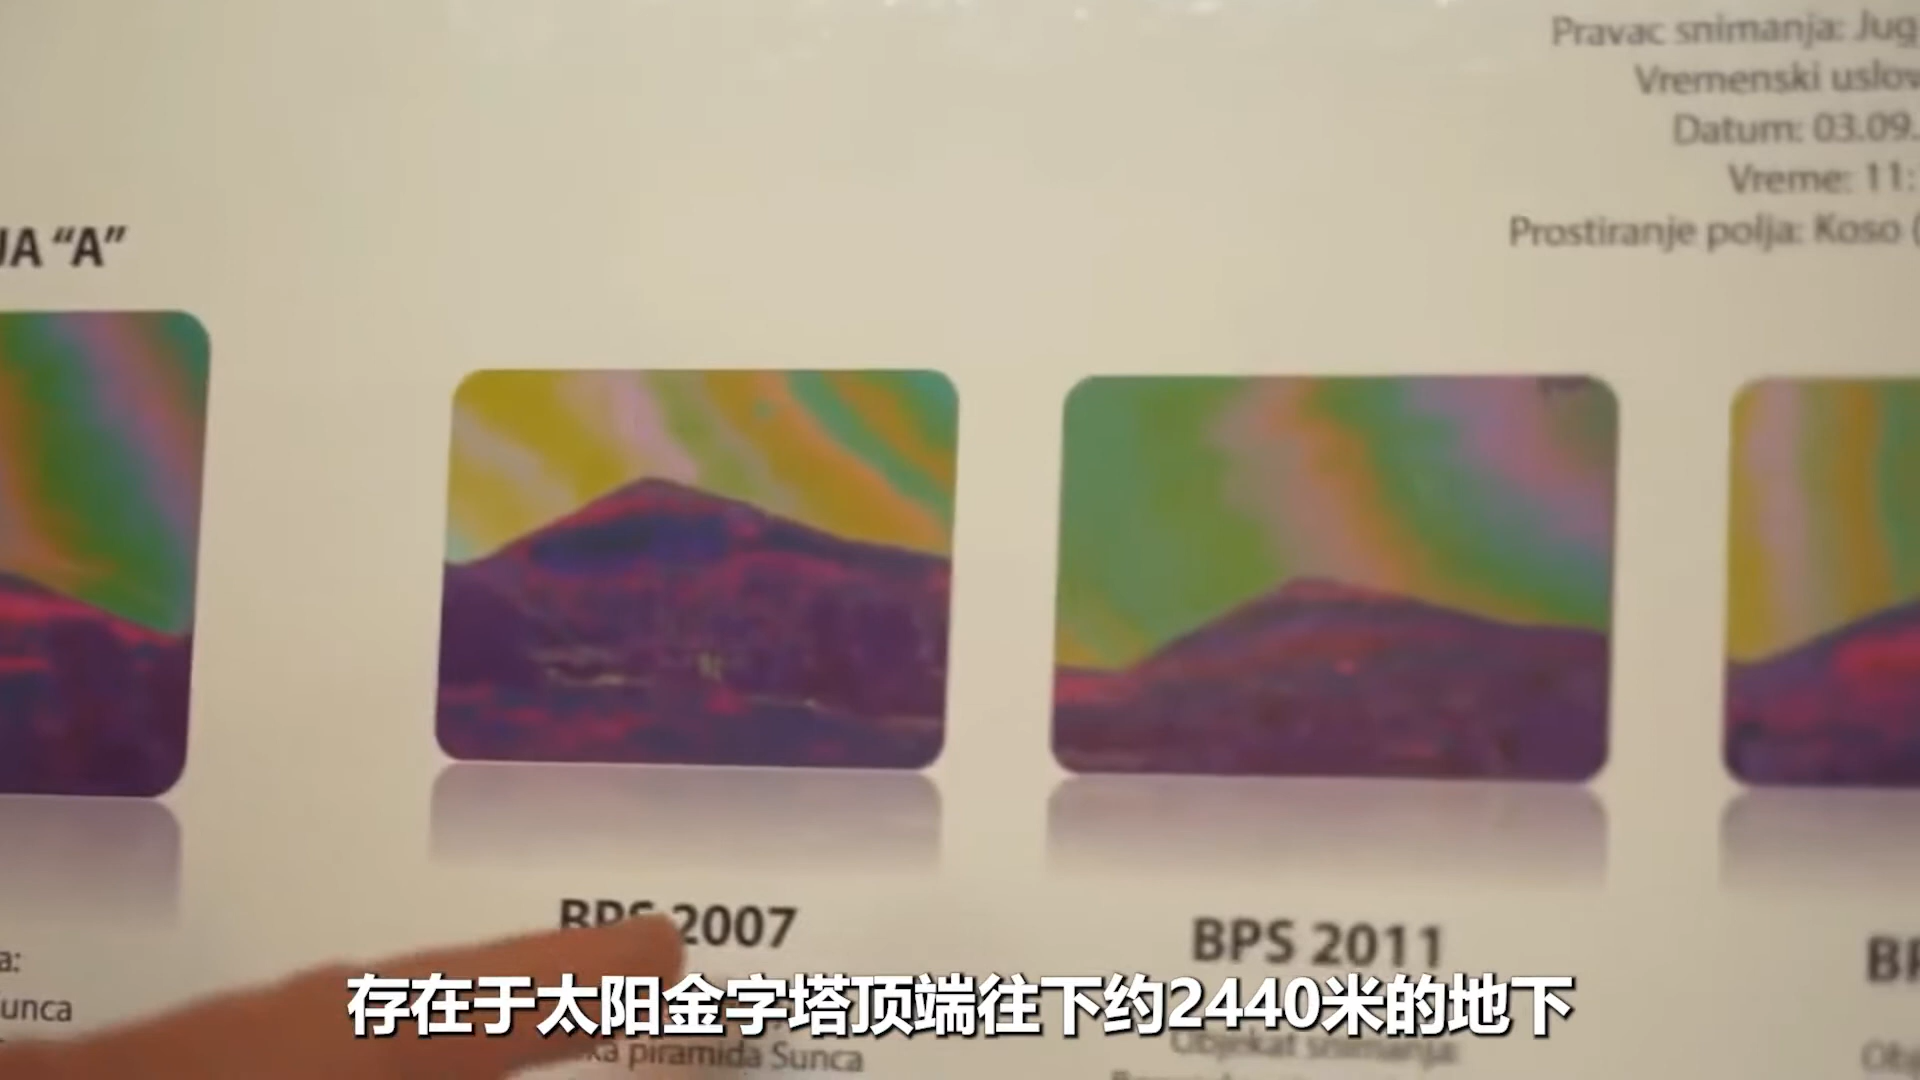 Pravac snimanja: Jug
Vremenski uslov
Datum: 03.09.
Vreme: 11:
Prostiranje polja: Koso (
JA “A”
BPS 2007
BPS 2011
a:
unca
piramida Sunca
Objekat snimanja:
存在于太阳金字塔顶端往下约2440米的地下